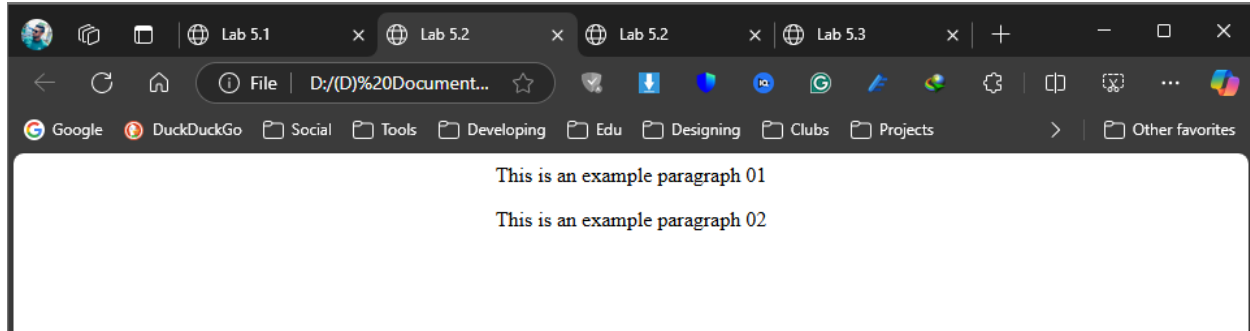 Lab 5.1 Lab 5.2 Lab 5.2 Lab 5.3
File D:/(D)%20Document...
Google DuckDuckGo Social Tools Developing Edu Designing Clubs Projects Other favorites
This is an example paragraph 01
This is an example paragraph 02